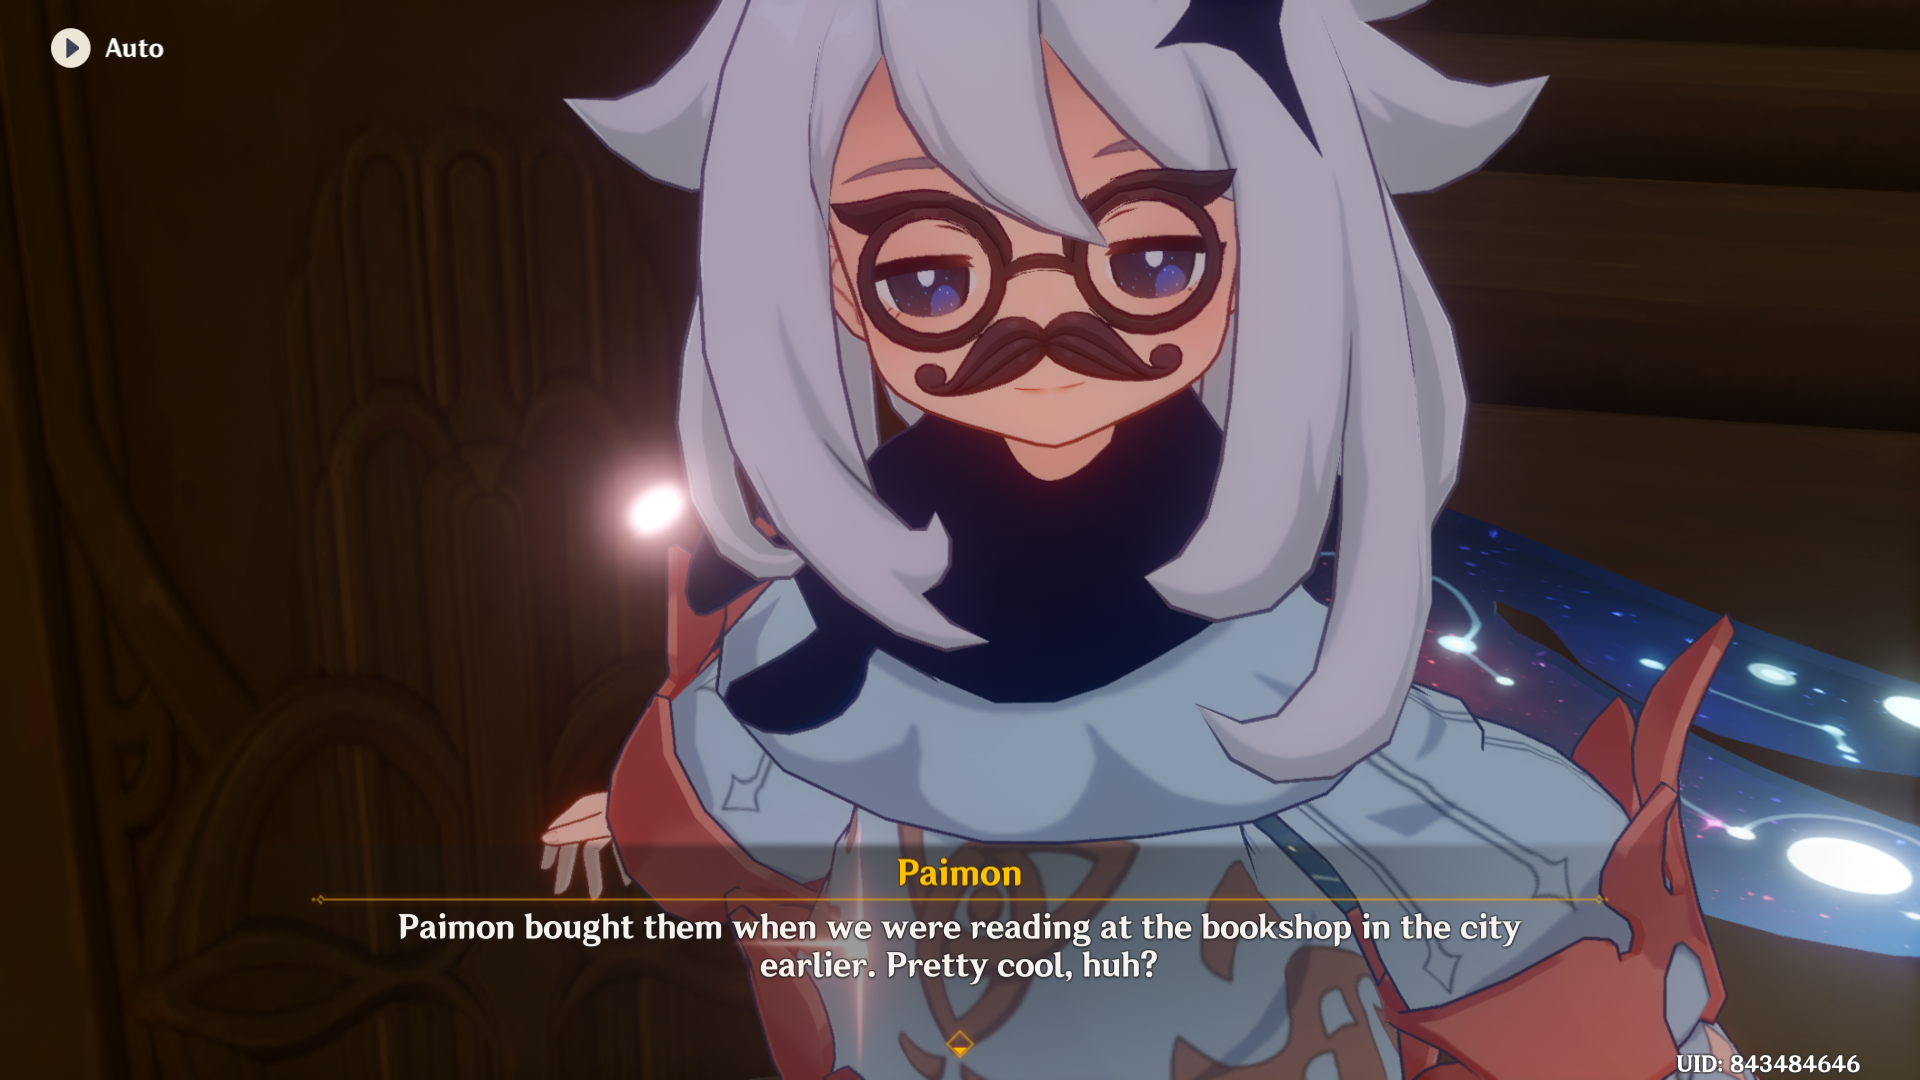 Auto
Paimon
Paimon bought them when we were reading at the bookshop in the city
earlier. Pretty cool, huh?
UID: 843484646